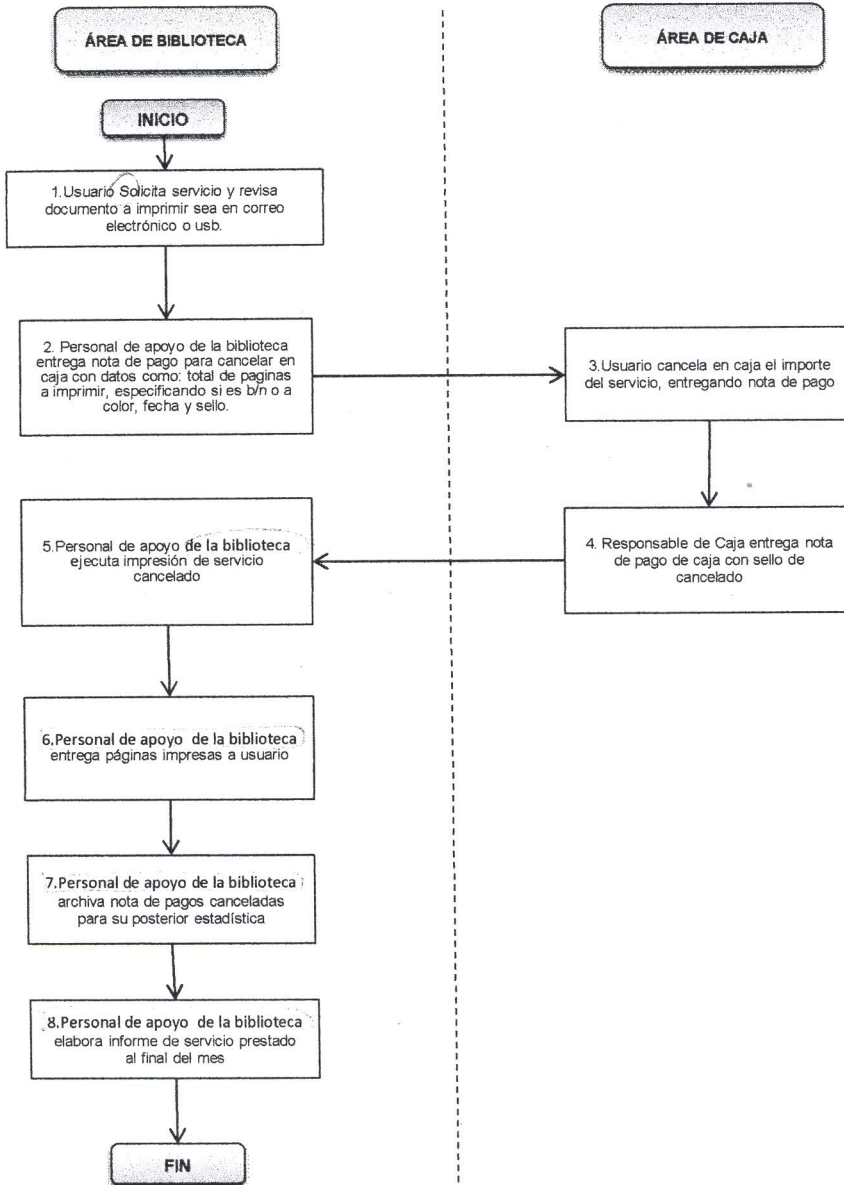 ÁREA DE BIBLIOTECA
ÁREA DE CAJA
INICIO
1.Usuario Solicita servicio y revisa
documento a imprimir sea en correo
electrónico o usb.
2. Personal de apoyo de la biblioteca
entrega nota de pago para cancelar en
caja con datos como: total de paginas
a imprimir, especificando si es b/n o a
color, fecha y sello.
3.Usuario cancela en caja el importe
del servicio, entregando nota de pago
4. Responsable de Caja entrega nota
de pago de caja con sello de
cancelado
5.Personal de apoyo de la biblioteca
ejecuta impresión de servicio
cancelado
6.Personal de apoyo de la biblioteca
entrega páginas impresas a usuario
7.Personal de apoyo de la biblioteca
archiva nota de pagos canceladas
para su posterior estadística
8.Personal de apoyo de la biblioteca
elabora informe de servicio prestado
al final del mes
FIN